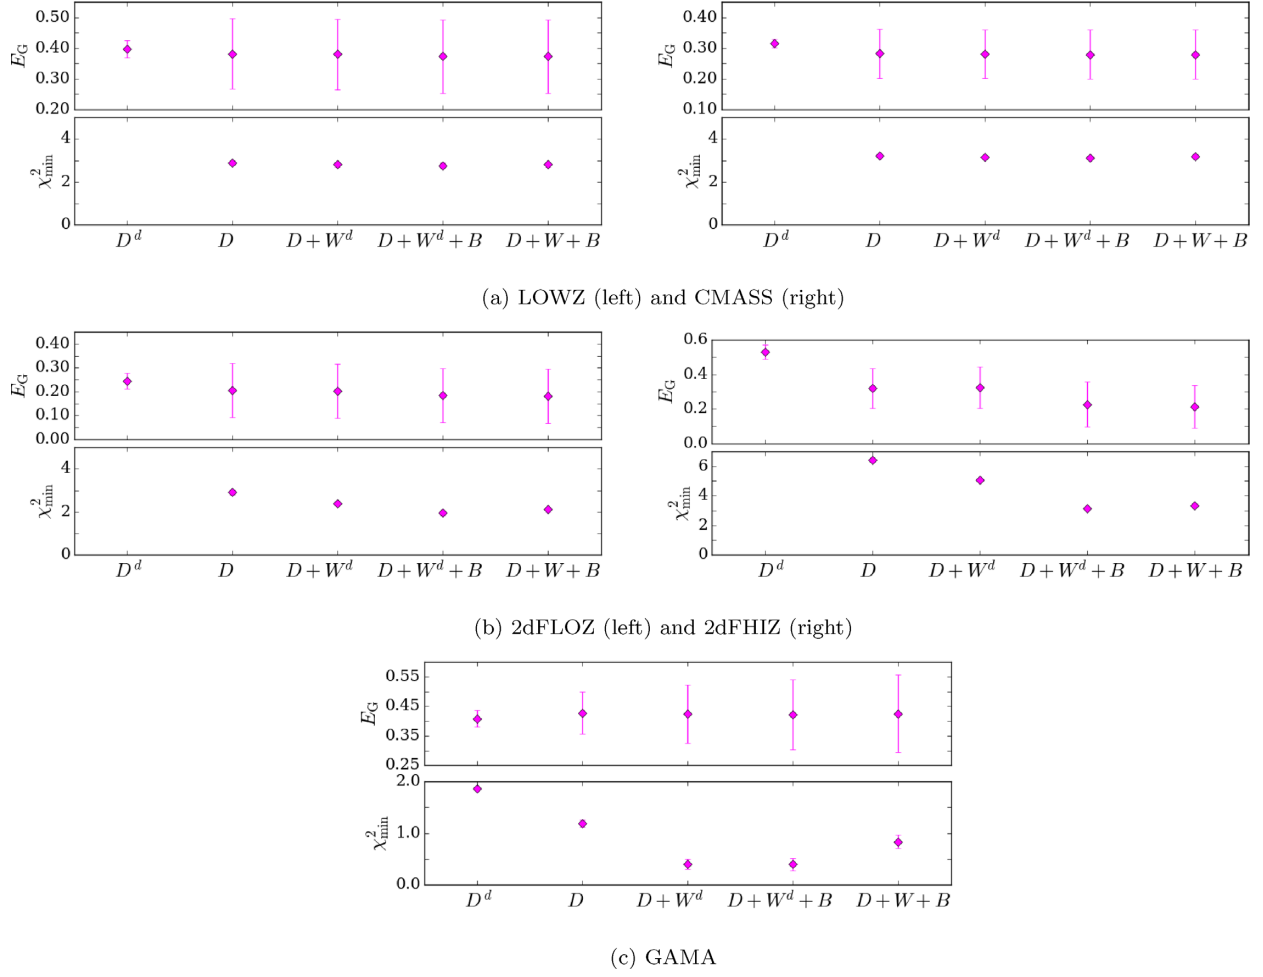 0.50
0.40
0.30
0.20
E_G
4
2
0
χ²_min
D^d D D + W^d D + W^d + B D + W + B
0.40
0.30
0.20
0.10
E_G
4
2
0
χ²_min
D^d D D + W^d D + W^d + B D + W + B
(a) LOWZ (left) and CMASS (right)
0.40
0.30
0.20
0.10
0.00
E_G
4
2
0
χ²_min
D^d D D + W^d D + W^d + B D + W + B
0.6
0.4
0.2
0.0
E_G
6
4
2
0
χ²_min
D^d D D + W^d D + W^d + B D + W + B
(b) 2dFLOZ (left) and 2dFHIZ (right)
0.55
0.45
0.35
0.25
E_G
2.0
1.0
0.0
χ²_min
D^d D D + W^d D + W^d + B D + W + B
(c) GAMA